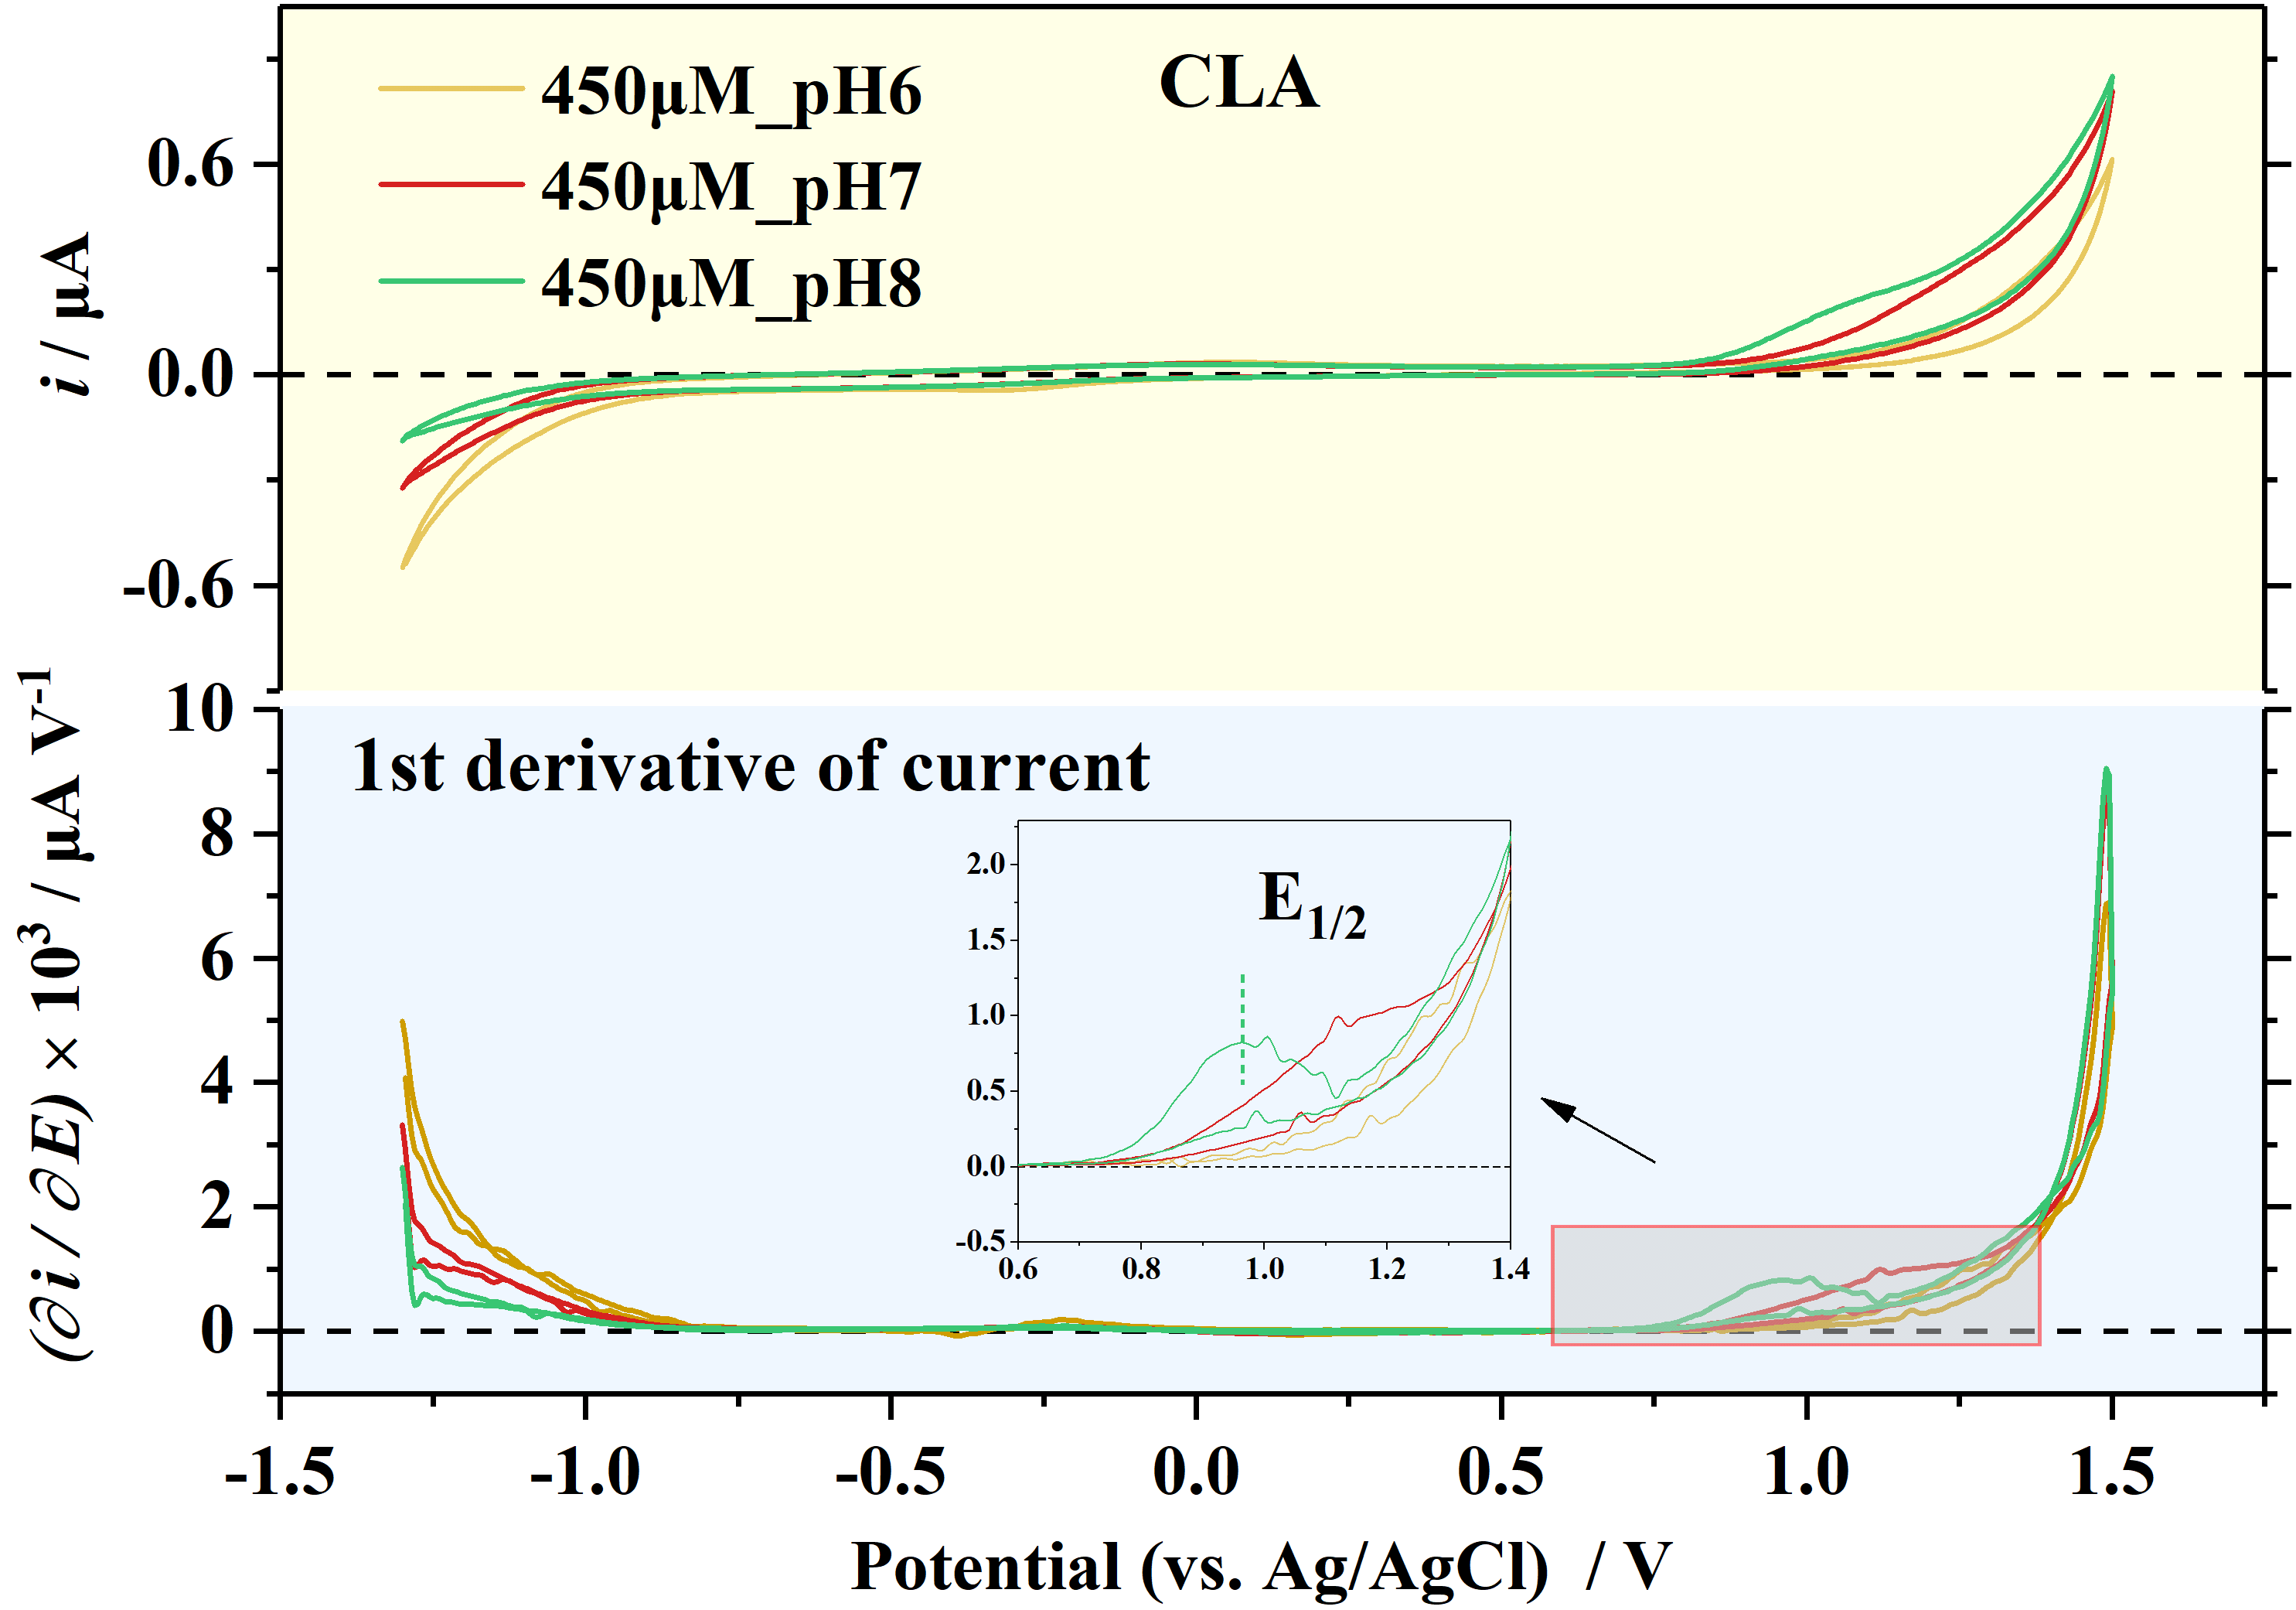 CLA
450μM_pH6
450μM_pH7
450μM_pH8
0.6
0.0
-0.6
i / μA
1st derivative of current
10
8
6
4
2
0
(∂i / ∂E) × 10³ / μA V⁻¹
E1/2
2.0
1.5
1.0
0.5
0.0
-0.5
0.6 0.8 1.0 1.2 1.4
-1.5 -1.0 -0.5 0.0 0.5 1.0 1.5
Potential (vs. Ag/AgCl) / V